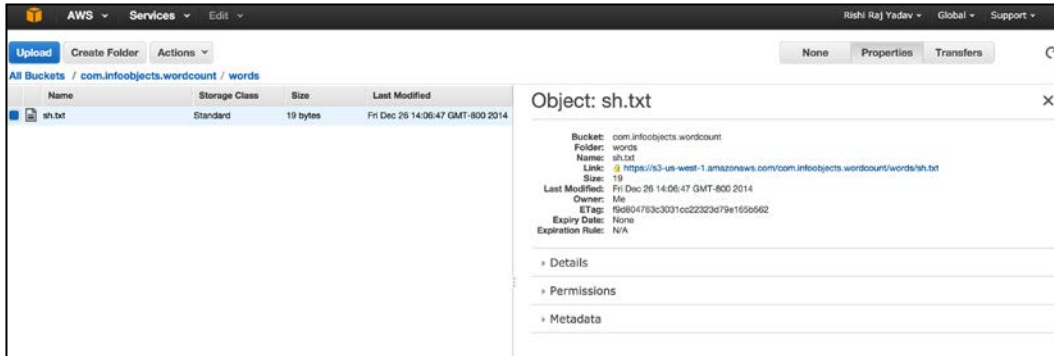 AWS Services Edit Rishi Raj Yadav Global Support
Upload Create Folder Actions None Properties Transfers
All Buckets / com.infoobjects.wordcount / words
Name Storage Class Size Last Modified
sh.txt Standard 19 bytes Fri Dec 26 14:06:47 GMT-800 2014
Object: sh.txt
Bucket: com.infoobjects.wordcount
Folder: words
Name: sh.txt
Link: https://s3-us-west-1.amazonaws.com/com.infoobjects.wordcount/words/sh.txt
Size: 19
Last Modified: Fri Dec 26 14:06:47 GMT-800 2014
Owner: Me
ETag: f9d804763c3031cc22323d79e165b562
Expiry Date: None
Expiration Rule: N/A
Details
Permissions
Metadata